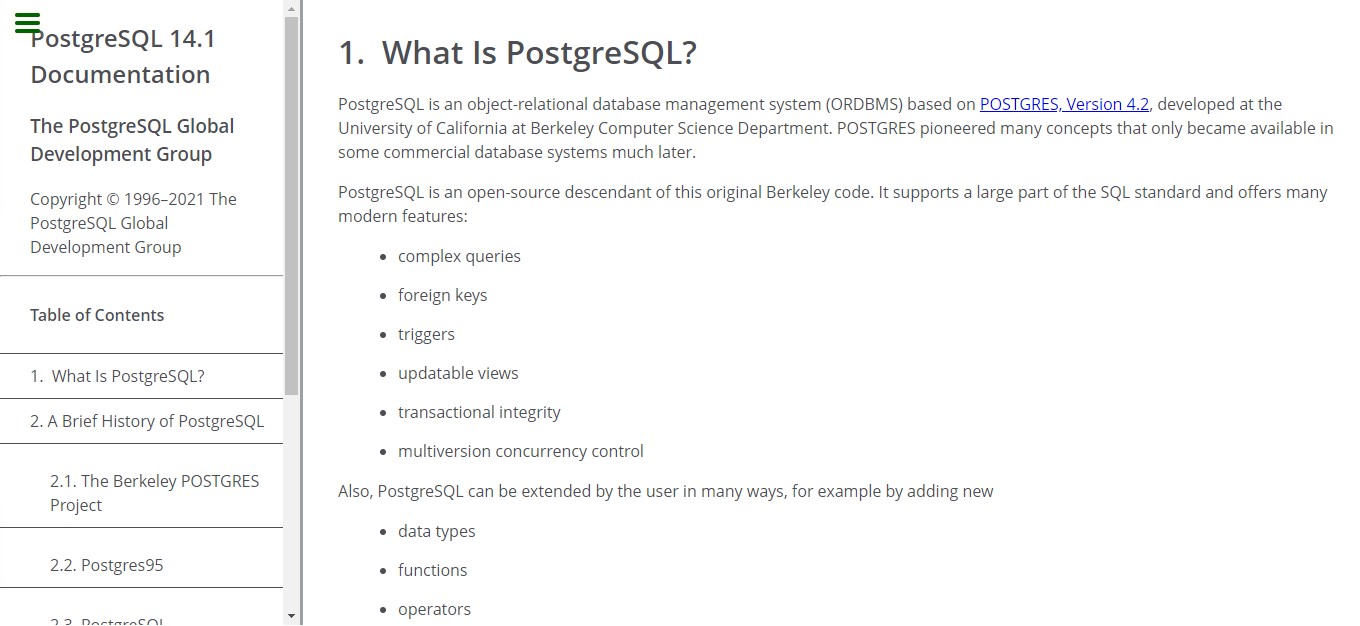 PostgreSQL 14.1
Documentation
The PostgreSQL Global
Development Group
Copyright © 1996–2021 The
PostgreSQL Global
Development Group
Table of Contents
1. What Is PostgreSQL?
2. A Brief History of PostgreSQL
2.1. The Berkeley POSTGRES
Project
2.2. Postgres95
2.3. PostgreSQL
1. What Is PostgreSQL?
PostgreSQL is an object-relational database management system (ORDBMS) based on POSTGRES, Version 4.2, developed at the
University of California at Berkeley Computer Science Department. POSTGRES pioneered many concepts that only became available in
some commercial database systems much later.
PostgreSQL is an open-source descendant of this original Berkeley code. It supports a large part of the SQL standard and offers many
modern features:
• complex queries
• foreign keys
• triggers
• updatable views
• transactional integrity
• multiversion concurrency control
Also, PostgreSQL can be extended by the user in many ways, for example by adding new
• data types
• functions
• operators